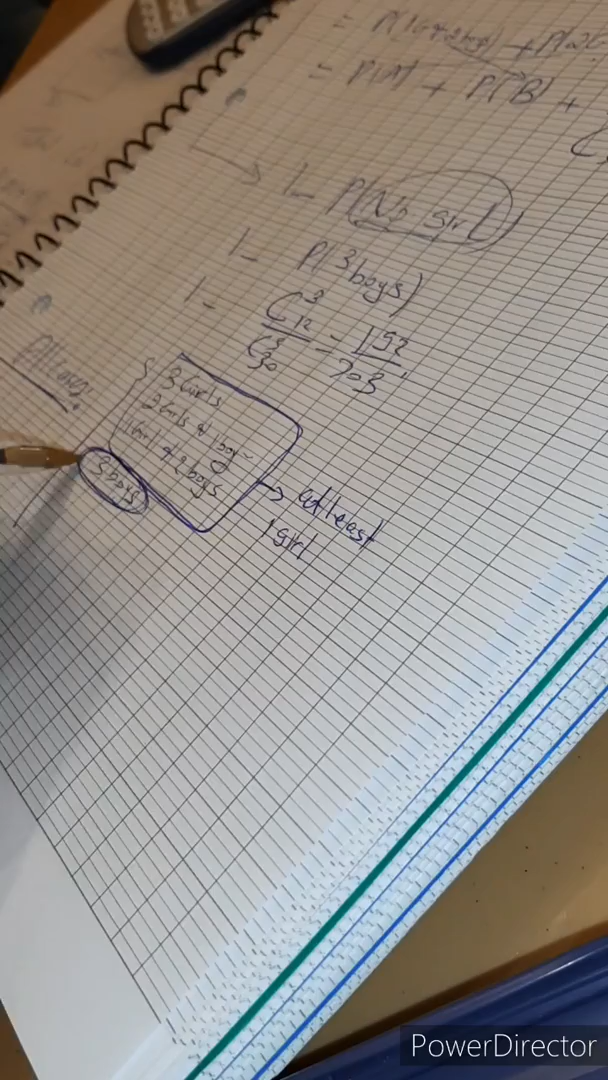 = P(A) + P(B) +
1- P(No girl)
1- P(3 boys)
1- C³₁₂ / C³₃₀ = 192 / 203
3 Girls
2 Girls & 1 boy
1 Girl & 2 boys
3 boys
→ at least
1 girl
PowerDirector